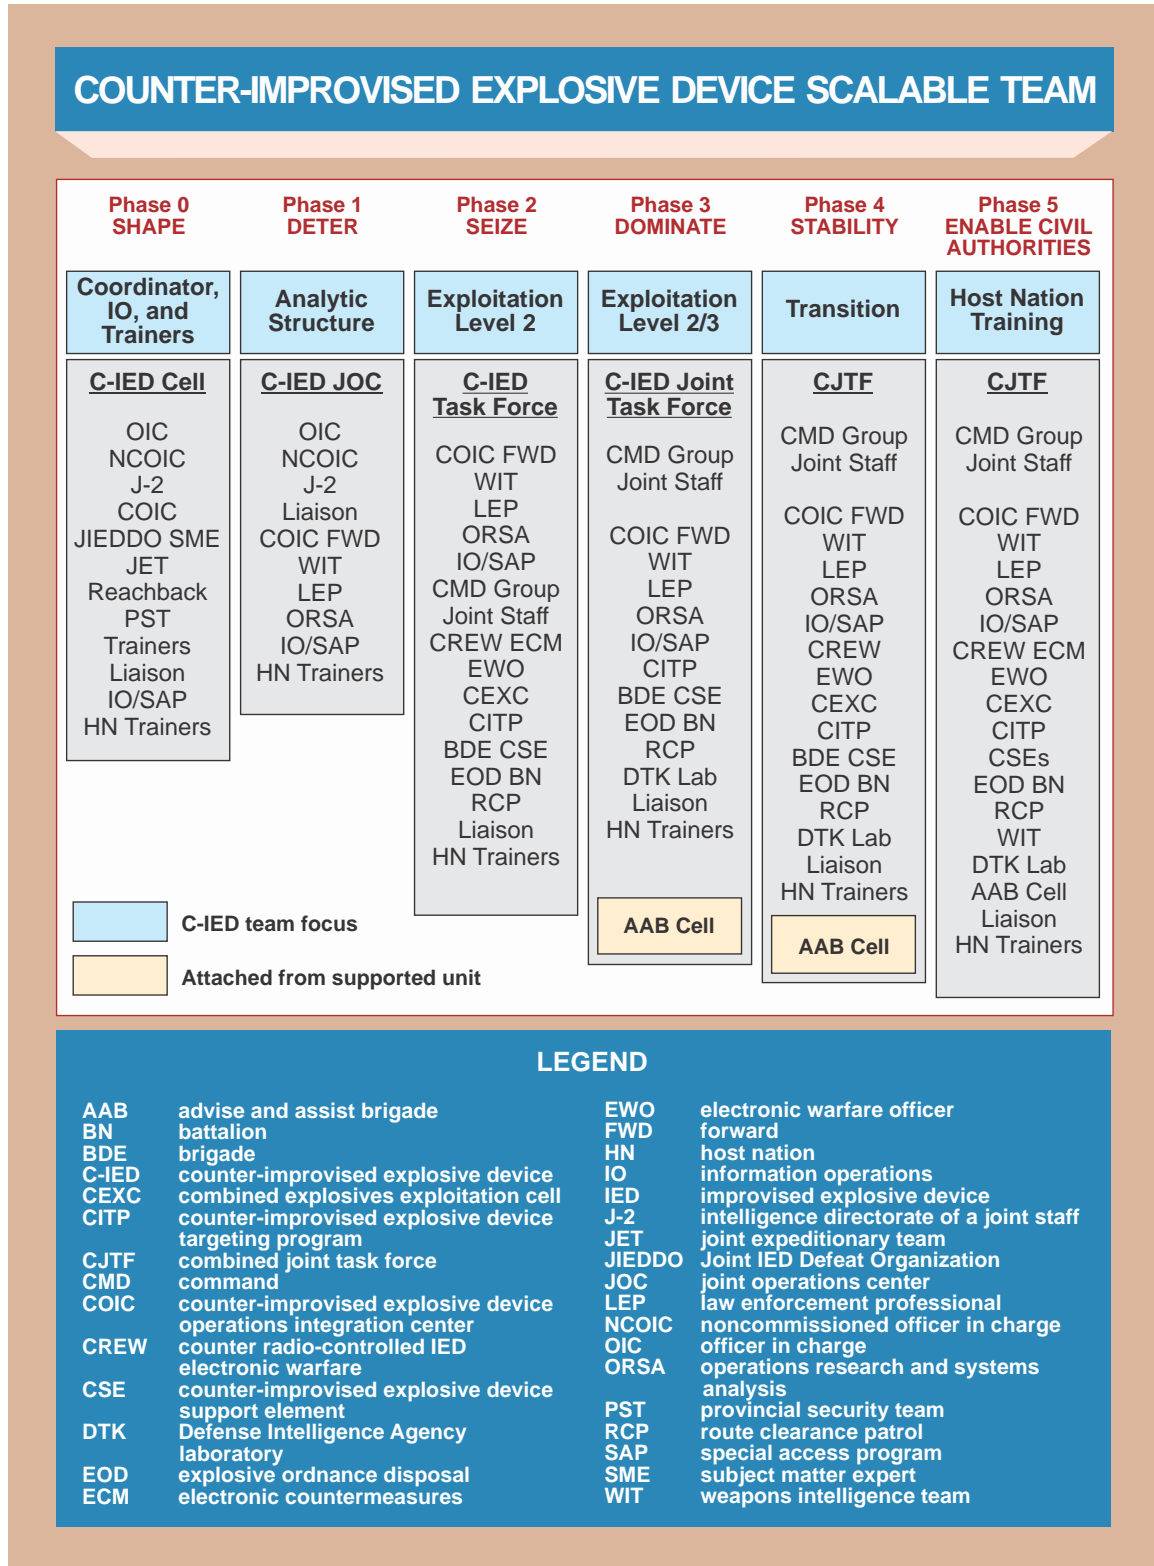 COUNTER-IMPROVISED EXPLOSIVE DEVICE SCALABLE TEAM
Phase 0
SHAPE
Coordinator,
IO, and
Trainers
C-IED Cell
OIC
NCOIC
J-2
COIC
JIEDDO SME
JET
Reachback
PST
Trainers
Liaison
IO/SAP
HN Trainers
Phase 1
DETER
Analytic
Structure
C-IED JOC
OIC
NCOIC
J-2
Liaison
COIC FWD
WIT
LEP
ORSA
IO/SAP
HN Trainers
Phase 2
SEIZE
Exploitation
Level 2
C-IED
Task Force
COIC FWD
WIT
LEP
ORSA
IO/SAP
CMD Group
Joint Staff
CREW ECM
EWO
CEXC
CITP
BDE CSE
EOD BN
RCP
Liaison
HN Trainers
Phase 3
DOMINATE
Exploitation
Level 2/3
C-IED Joint
Task Force
CMD Group
Joint Staff
COIC FWD
WIT
LEP
ORSA
IO/SAP
CITP
BDE CSE
EOD BN
RCP
DTK Lab
Liaison
HN Trainers
AAB Cell
Phase 4
STABILITY
Transition
CJTF
CMD Group
Joint Staff
COIC FWD
WIT
LEP
ORSA
IO/SAP
CREW
EWO
CEXC
CITP
BDE CSE
EOD BN
RCP
DTK Lab
Liaison
HN Trainers
AAB Cell
Phase 5
ENABLE CIVIL
AUTHORITIES
Host Nation
Training
CJTF
CMD Group
Joint Staff
COIC FWD
WIT
LEP
ORSA
IO/SAP
CREW ECM
EWO
CEXC
CITP
CSEs
EOD BN
RCP
WIT
DTK Lab
AAB Cell
Liaison
HN Trainers
C-IED team focus
Attached from supported unit
LEGEND
AAB advise and assist brigade
BN battalion
BDE brigade
C-IED counter-improvised explosive device
CEXC combined explosives exploitation cell
CITP counter-improvised explosive device
targeting program
CJTF combined joint task force
CMD command
COIC counter-improvised explosive device
operations integration center
CREW counter radio-controlled IED
electronic warfare
CSE counter-improvised explosive device
support element
DTK Defense Intelligence Agency
laboratory
EOD explosive ordnance disposal
ECM electronic countermeasures
EWO electronic warfare officer
FWD forward
HN host nation
IO information operations
IED improvised explosive device
J-2 intelligence directorate of a joint staff
JET joint expeditionary team
JIEDDO Joint IED Defeat Organization
JOC joint operations center
LEP law enforcement professional
NCOIC noncommissioned officer in charge
OIC officer in charge
ORSA operations research and systems
analysis
PST provincial security team
RCP route clearance patrol
SAP special access program
SME subject matter expert
WIT weapons intelligence team